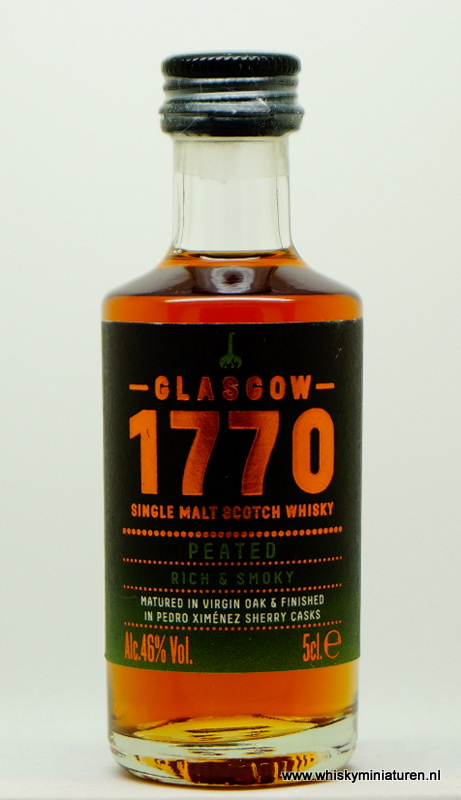 —GLASGOW—
1770
SINGLE MALT SCOTCH WHISKY
PEATED
RICH & SMOKY
MATURED IN VIRGIN OAK & FINISHED
IN PEDRO XIMÉNEZ SHERRY CASKS
Alc.46% Vol. 5cl. ℮
www.whiskyminiaturen.nl